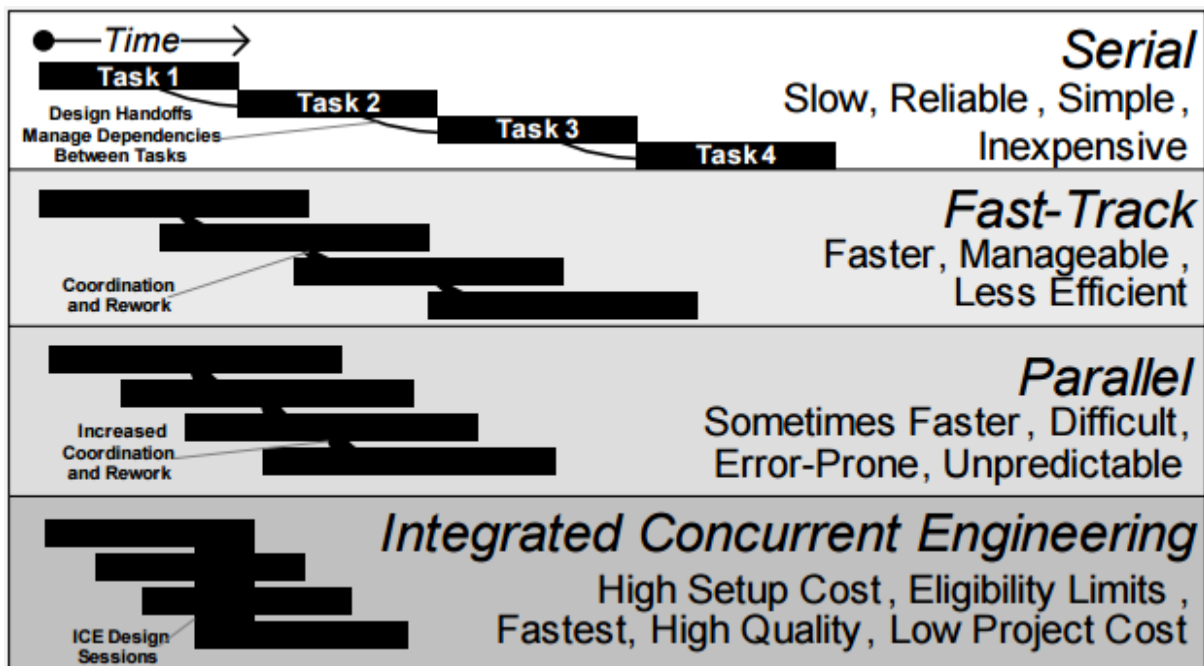 Time
Serial
Task 1
Slow, Reliable , Simple ,
Task 2
Design Handoffs
Manage Dependencies
Between Tasks
Task 3
Inexpensive
Task 4
Fast-Track
Faster, Manageable ,
Less Efficient
Coordination
and Rework
Parallel
Sometimes Faster , Difficult,
Error-Prone, Unpredictable
Increased
Coordination
and Rework
Integrated Concurrent Engineering
High Setup Cost , Eligibility Limits ,
Fastest, High Quality , Low Project Cost
ICE Design
Sessions